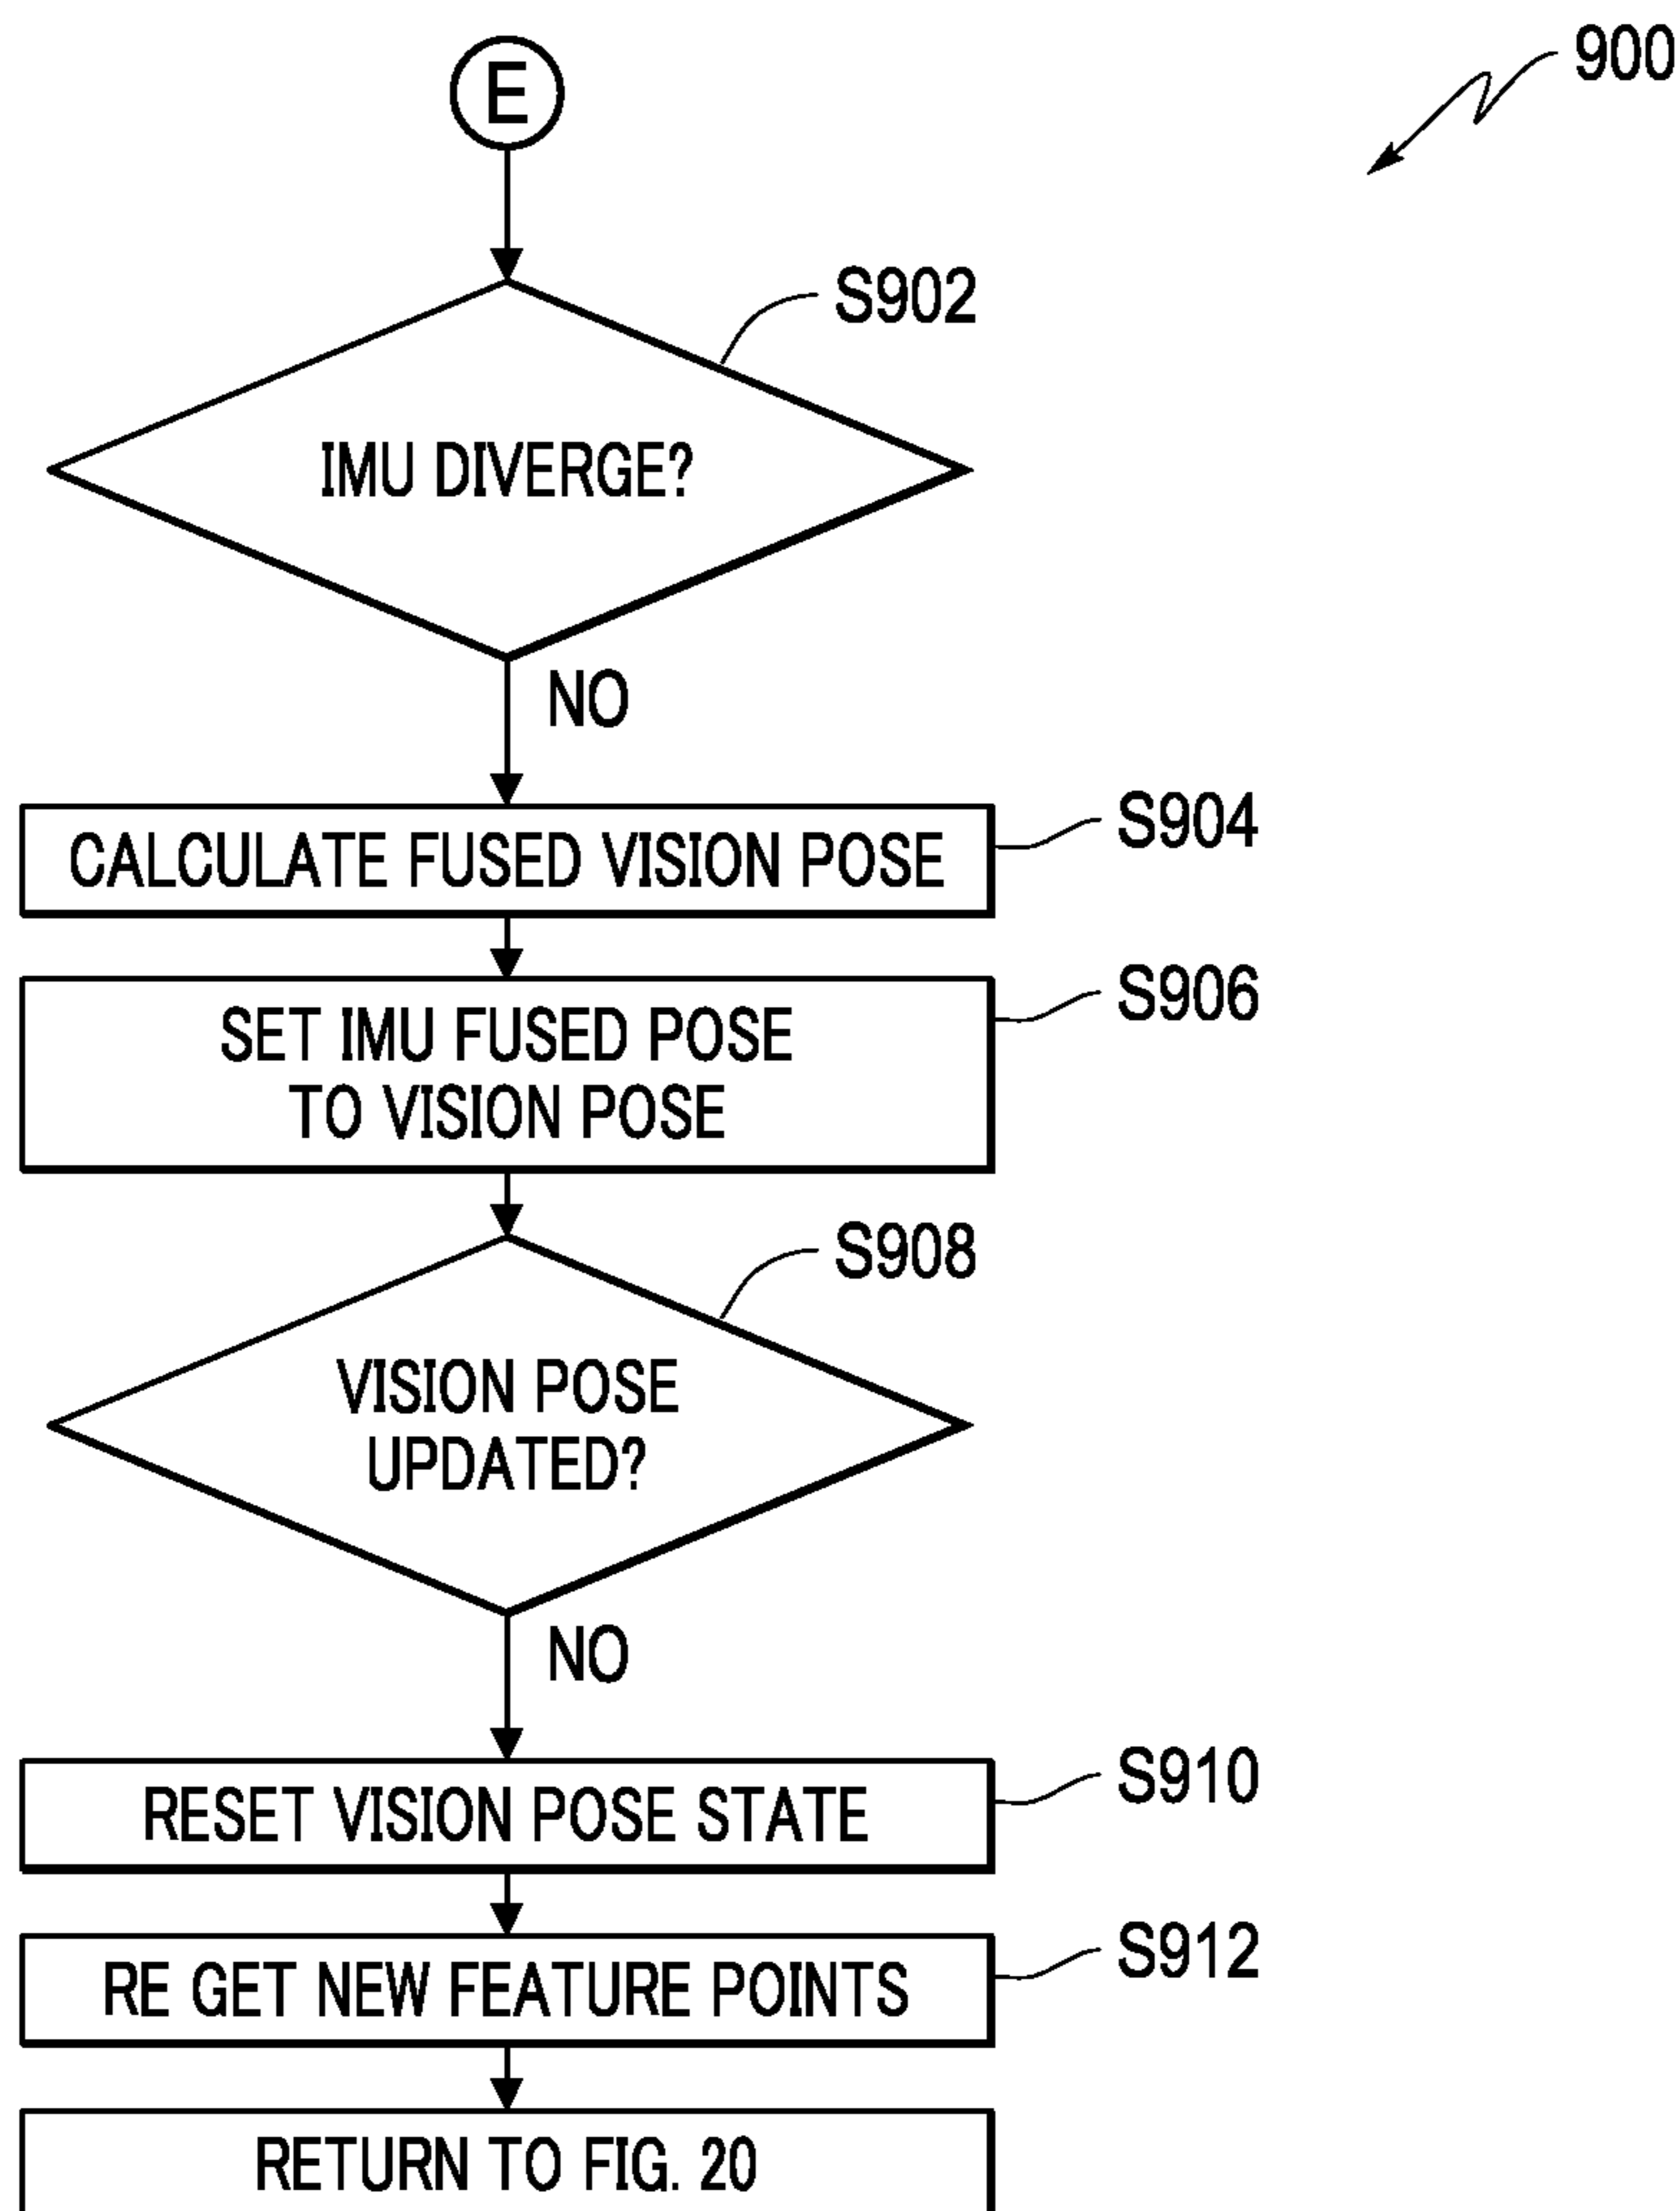 900
E
S902
IMU DIVERGE?
NO
S904
CALCULATE FUSED VISION POSE
S906
SET IMU FUSED POSE
TO VISION POSE
S908
VISION POSE
UPDATED?
NO
S910
RESET VISION POSE STATE
S912
RE GET NEW FEATURE POINTS
RETURN TO FIG. 20